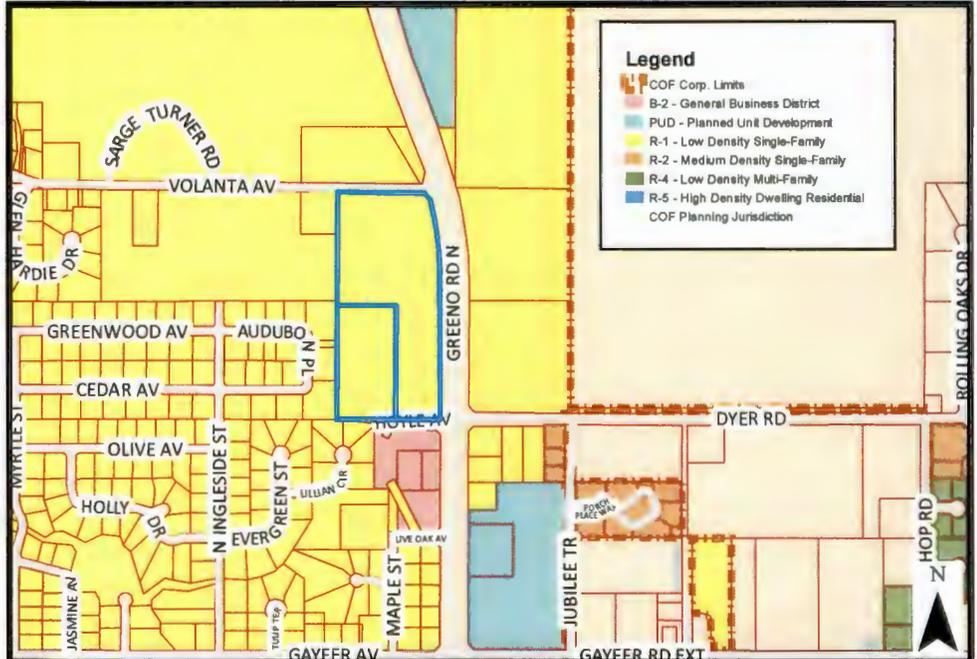 Legend
COF Corp. Limits
B-2 - General Business District
PUD - Planned Unit Development
R-1 - Low Density Single-Family
R-2 - Medium Density Single-Family
R-4 - Low Density Multi-Family
R-5 - High Density Dwelling Residential
COF Planning Jurisdiction
SARGE TURNER RD
VOLANTA AV
GLEN-HARDIE DR
GREENO RD N
ROLLING OAKS DR
GREENWOOD AV
AUDUBON PL
CEDAR AV
HOYLE AV
DYER RD
MYRTLE ST
OLIVE AV
N INGLESIDE ST
LILLIAN CIR
HOLLY DR
EVERGREEN ST
PORCH
PLACE WAY
HOP RD
LIVE OAK AV
N
JASMINE AV
TULIP TER
MAPLLE ST
JUBILEE TR
GAYFER AV
GAYFER RD EXT